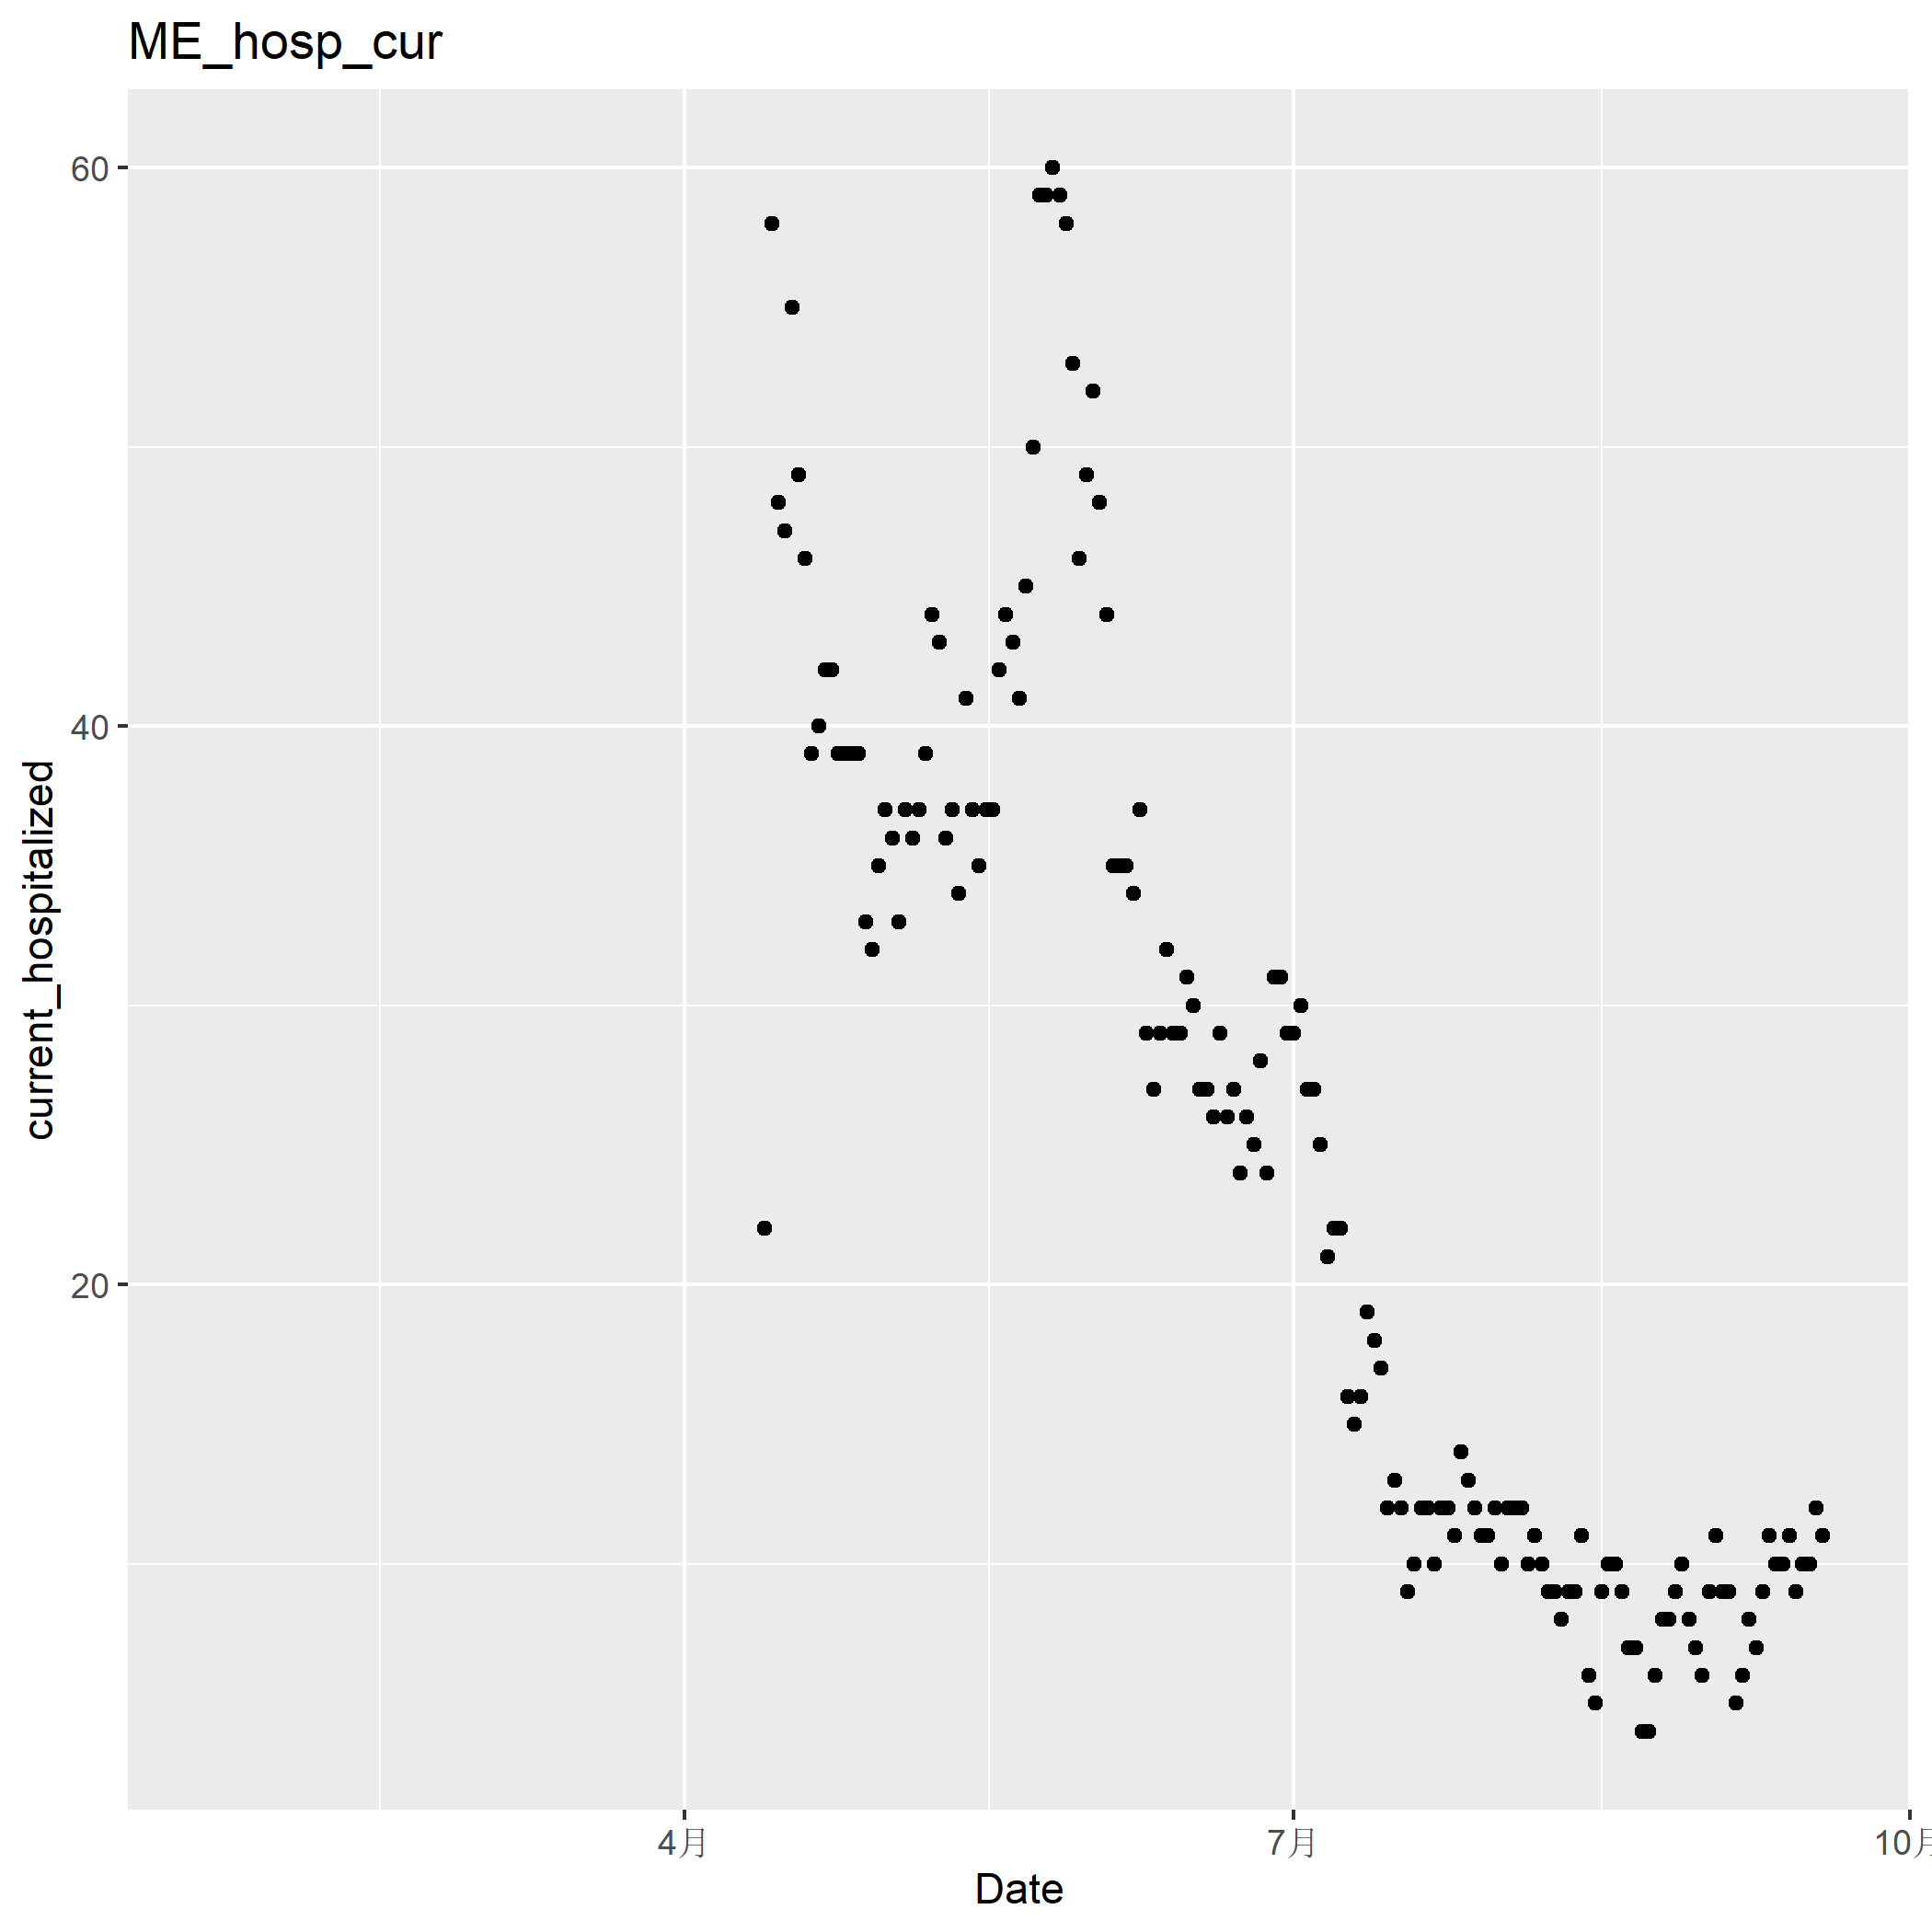 ME_hosp_cur
60
40
20
current_hospitalized
4月
7月
10月
Date